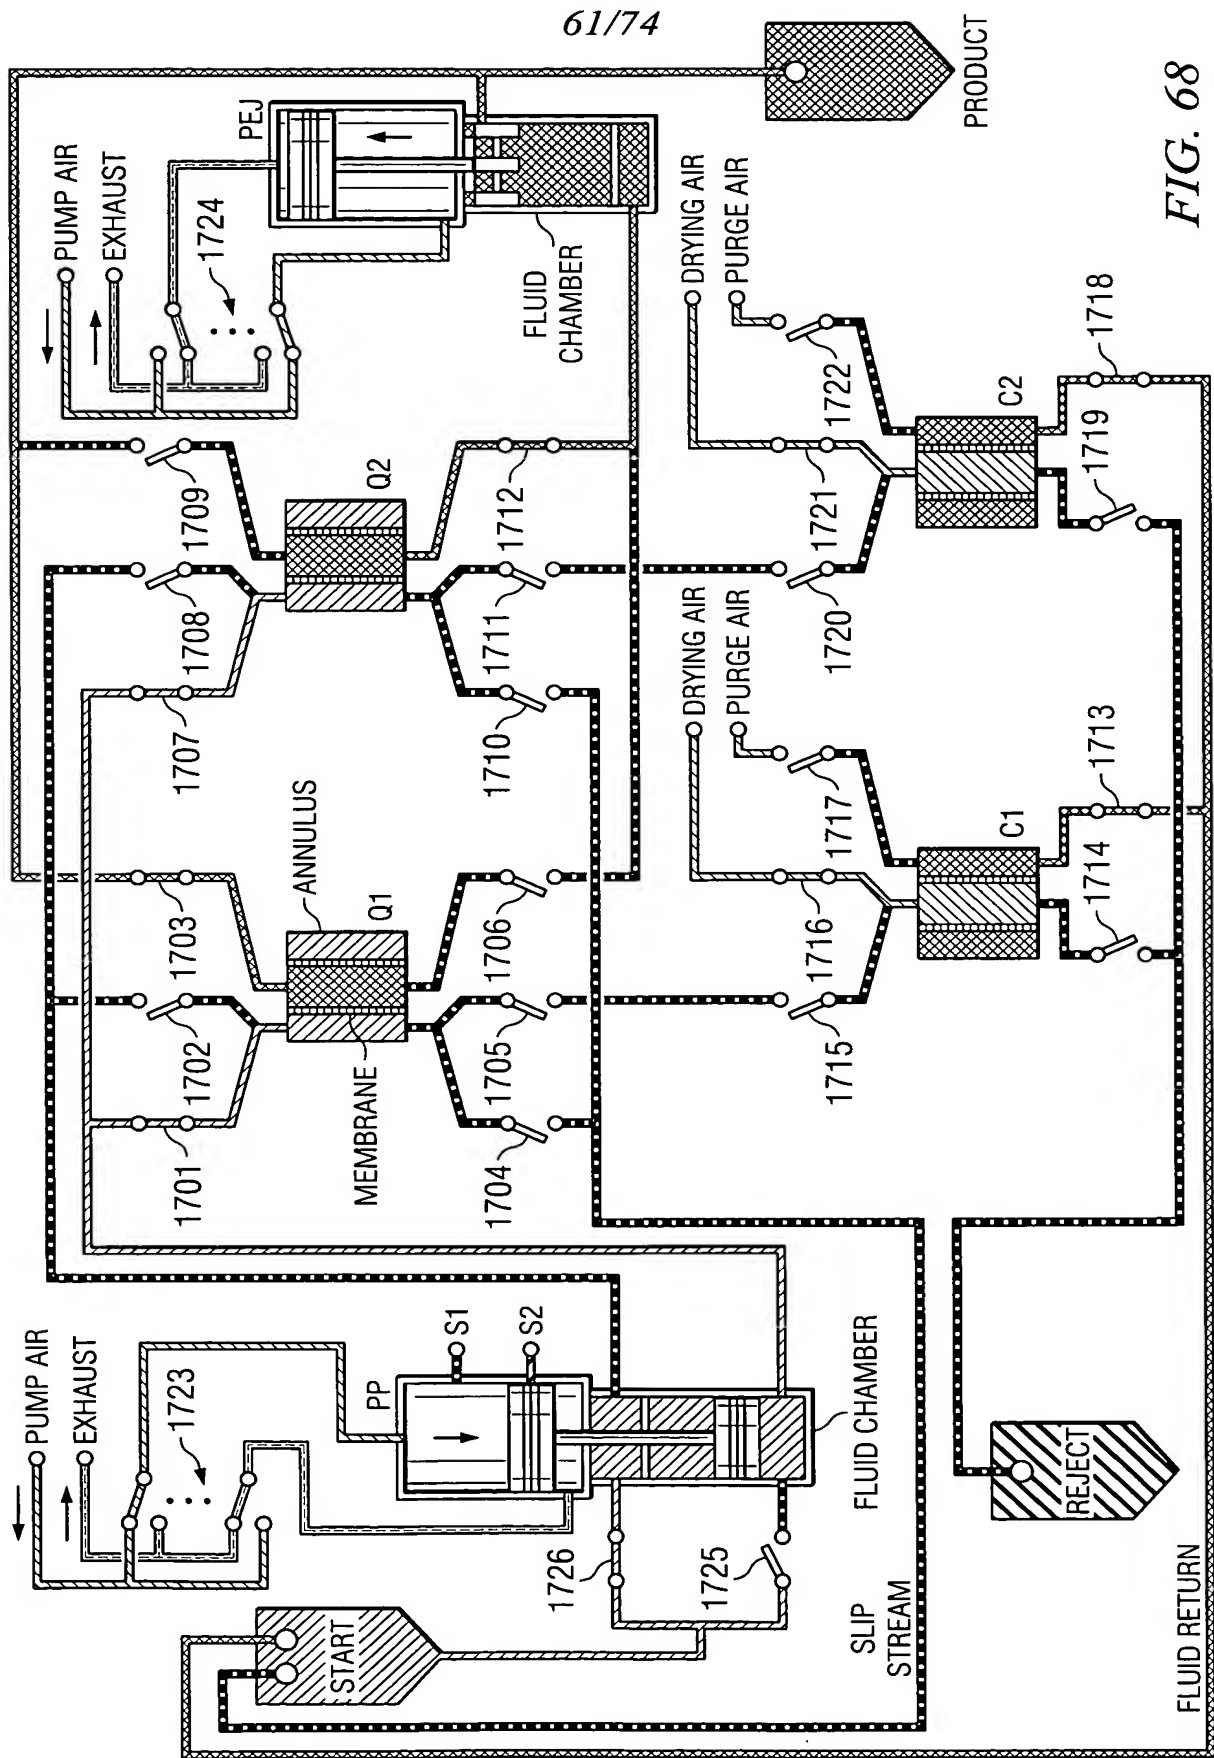 61/74
PUMP AIR
EXHAUST
1724
PEJ
FLUID
CHAMBER
PRODUCT
1709
1708
1707
Q2
1712
1711
1710
1703
1702
1701
ANNULUS
MEMBRANE
Q1
1706
1705
1704
DRYING AIR
PURGE AIR
1722
1721
1720
C2
1718
1719
DRYING AIR
PURGE AIR
1717
1716
1715
C1
1713
1714
PUMP AIR
EXHAUST
1723
PP
S1
S2
FLUID CHAMBER
1726
1725
START
SLIP
STREAM
REJECT
FLUID RETURN
FIG. 68